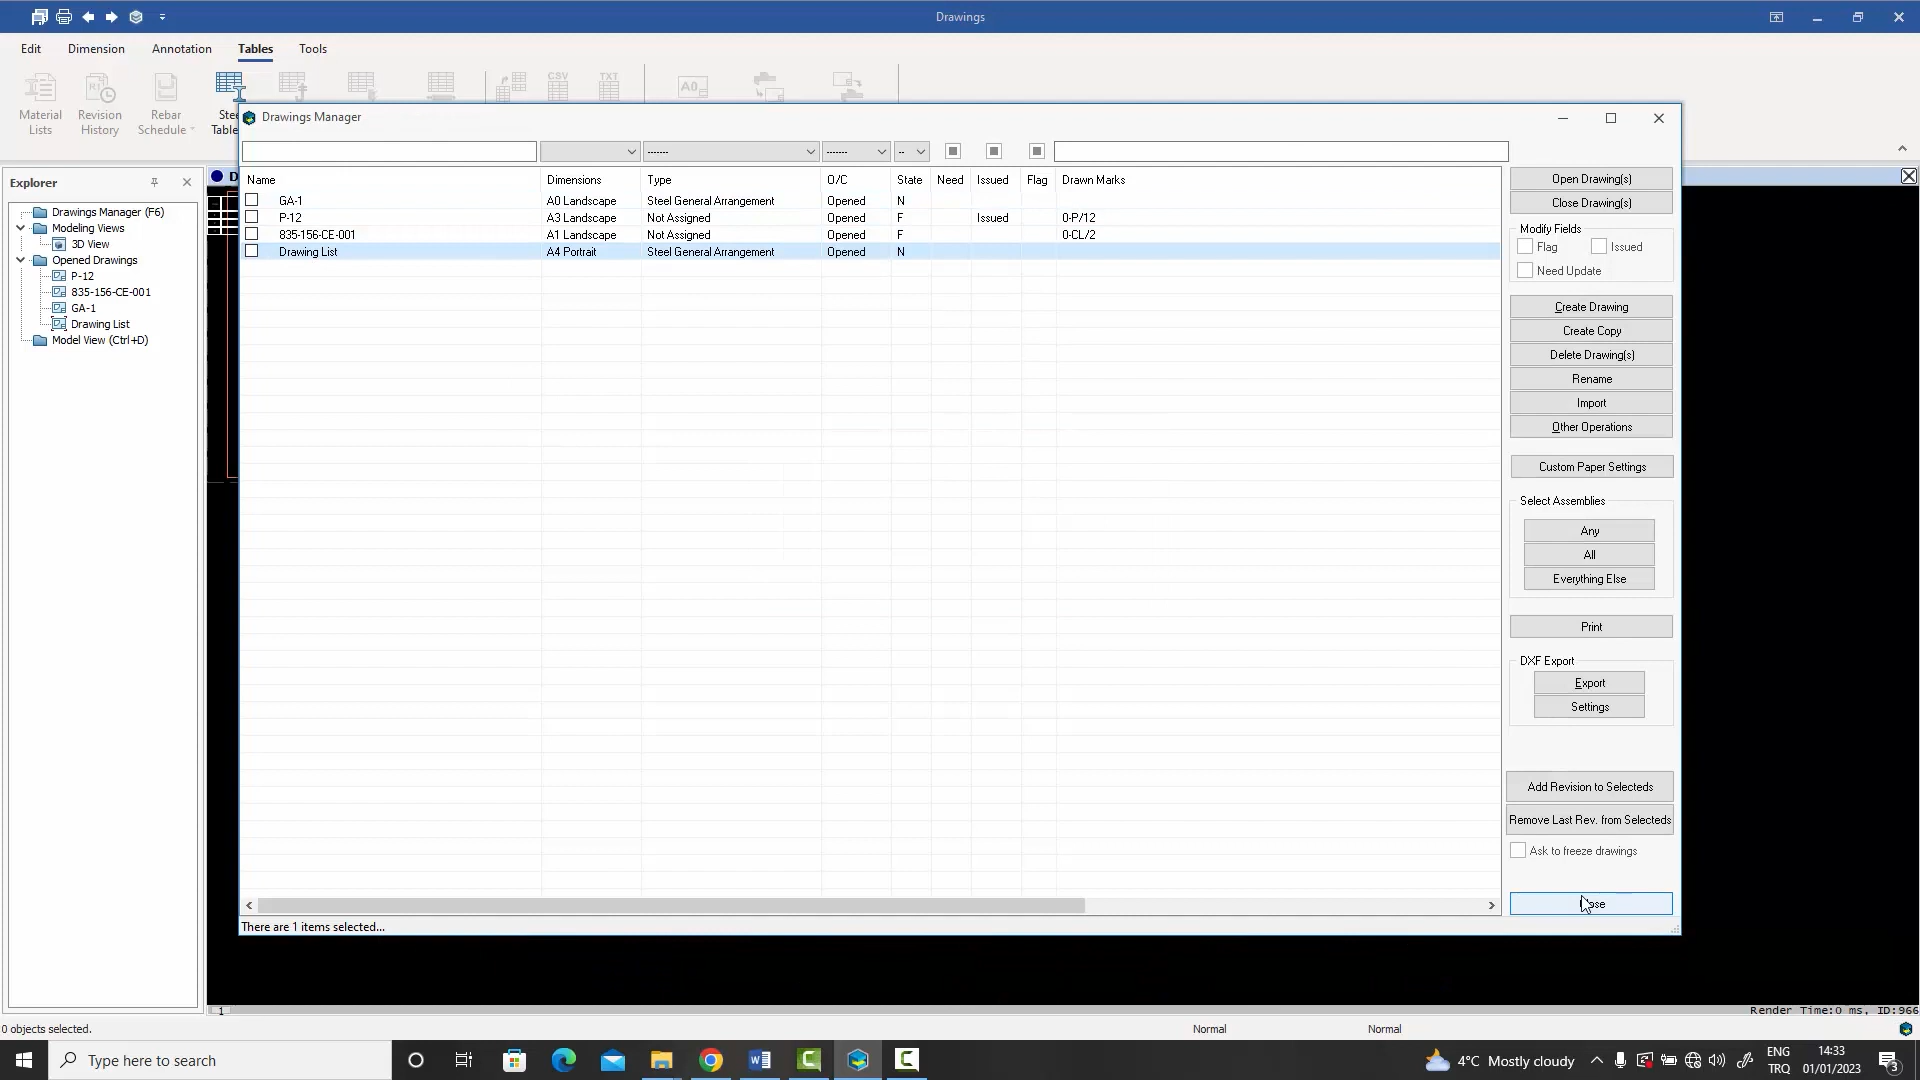 Drawings
Edit
Dimension
Annotation
Tables
Tools
Material Lists
Revision History
Rebar Schedule
Drawings Manager
Explorer
Drawings Manager (F6)
Modeling Views
3D View
Opened Drawings
P-12
835-156-CE-001
GA-1
Drawing List
Model View (Ctrl+D)
Name Dimensions Type O/C State Need Issued Flag Drawn Marks
GA-1 A0 Landscape Steel General Arrangement Opened N
P-12 A3 Landscape Not Assigned Opened F Issued 0-P/12
835-156-CE-001 A1 Landscape Not Assigned Opened F 0-CL/2
Drawing List A4 Portrait Steel General Arrangement Opened N
Open Drawing(s)
Close Drawing(s)
Modify Fields
Flag
Issued
Need Update
Create Drawing
Create Copy
Delete Drawing(s)
Rename
Import
Other Operations
Custom Paper Settings
Select Assemblies
Any
All
Everything Else
Print
DXF Export
Export
Settings
Add Revision to Selecteds
Remove Last Rev. from Selecteds
Ask to freeze drawings
There are 1 items selected...
1
Render Time:0 ms, ID:966
0 objects selected.
Normal
Normal
Type here to search
4°C Mostly cloudy
ENG
TRQ
14:33
01/01/2023
3